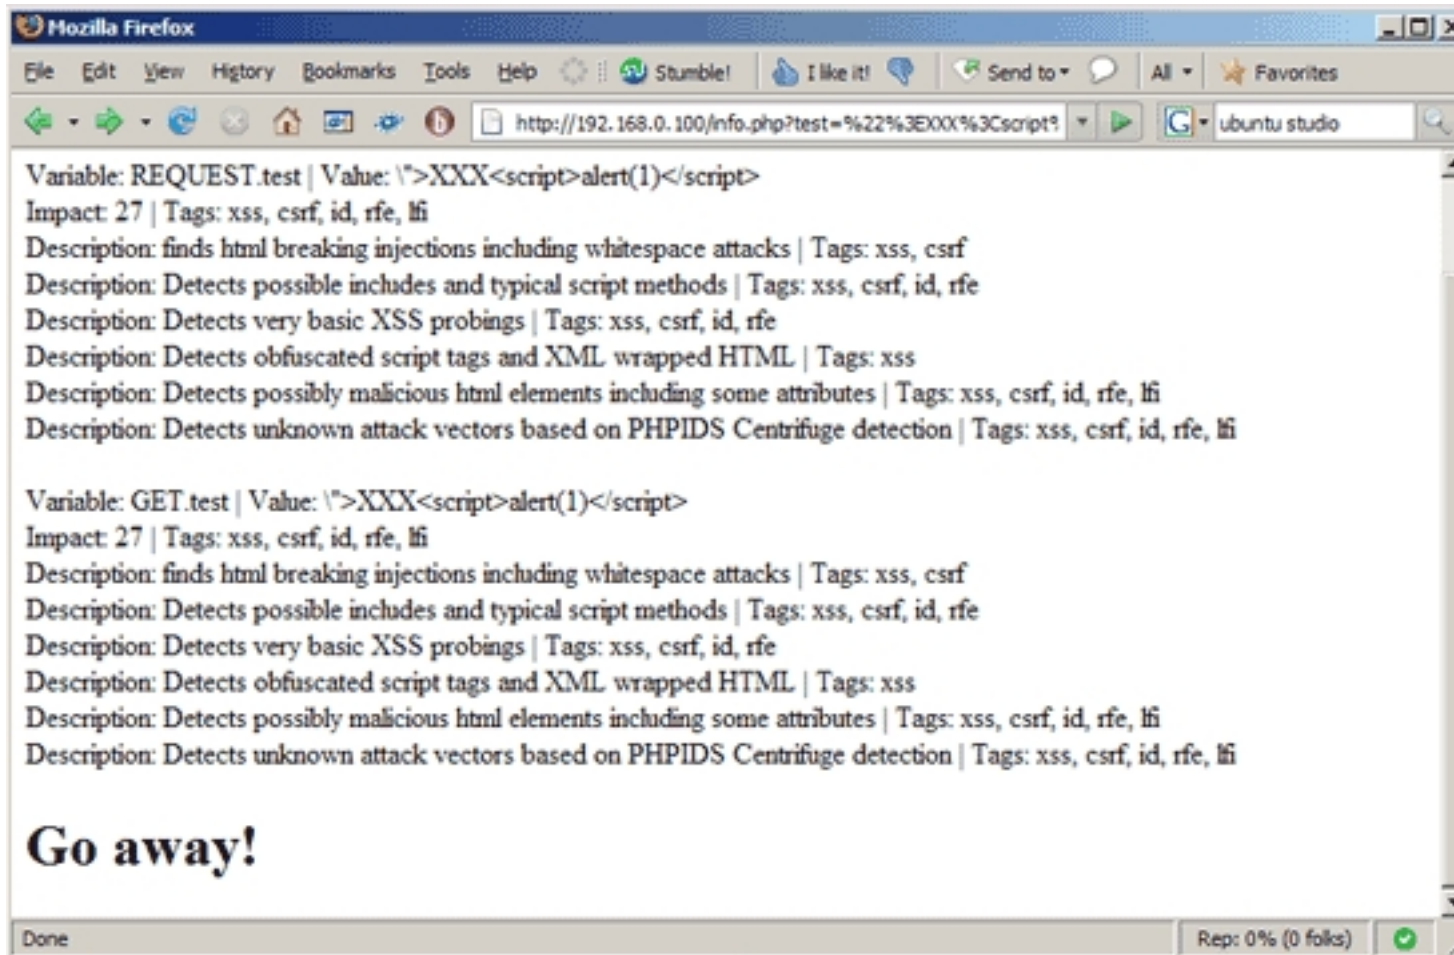 Mozilla Firefox
File Edit View History Bookmarks Tools Help Stumble! I like it! Send to All Favorites
http://192.168.0.100/info.php?test=%22%3EXXX%3Cscript% ubuntu studio
Variable: REQUEST.test | Value: \">XXX<script>alert(1)</script>
Impact: 27 | Tags: xss, csrf, id, rfe, lfi
Description: finds html breaking injections including whitespace attacks | Tags: xss, csrf
Description: Detects possible includes and typical script methods | Tags: xss, csrf, id, rfe
Description: Detects very basic XSS probings | Tags: xss, csrf, id, rfe
Description: Detects obfuscated script tags and XML wrapped HTML | Tags: xss
Description: Detects possibly malicious html elements including some attributes | Tags: xss, csrf, id, rfe, lfi
Description: Detects unknown attack vectors based on PHPIDS Centrifuge detection | Tags: xss, csrf, id, rfe, lfi
Variable: GET.test | Value: \">XXX<script>alert(1)</script>
Impact: 27 | Tags: xss, csrf, id, rfe, lfi
Description: finds html breaking injections including whitespace attacks | Tags: xss, csrf
Description: Detects possible includes and typical script methods | Tags: xss, csrf, id, rfe
Description: Detects very basic XSS probings | Tags: xss, csrf, id, rfe
Description: Detects obfuscated script tags and XML wrapped HTML | Tags: xss
Description: Detects possibly malicious html elements including some attributes | Tags: xss, csrf, id, rfe, lfi
Description: Detects unknown attack vectors based on PHPIDS Centrifuge detection | Tags: xss, csrf, id, rfe, lfi
Go away!
Done Rep: 0% (0 folks)